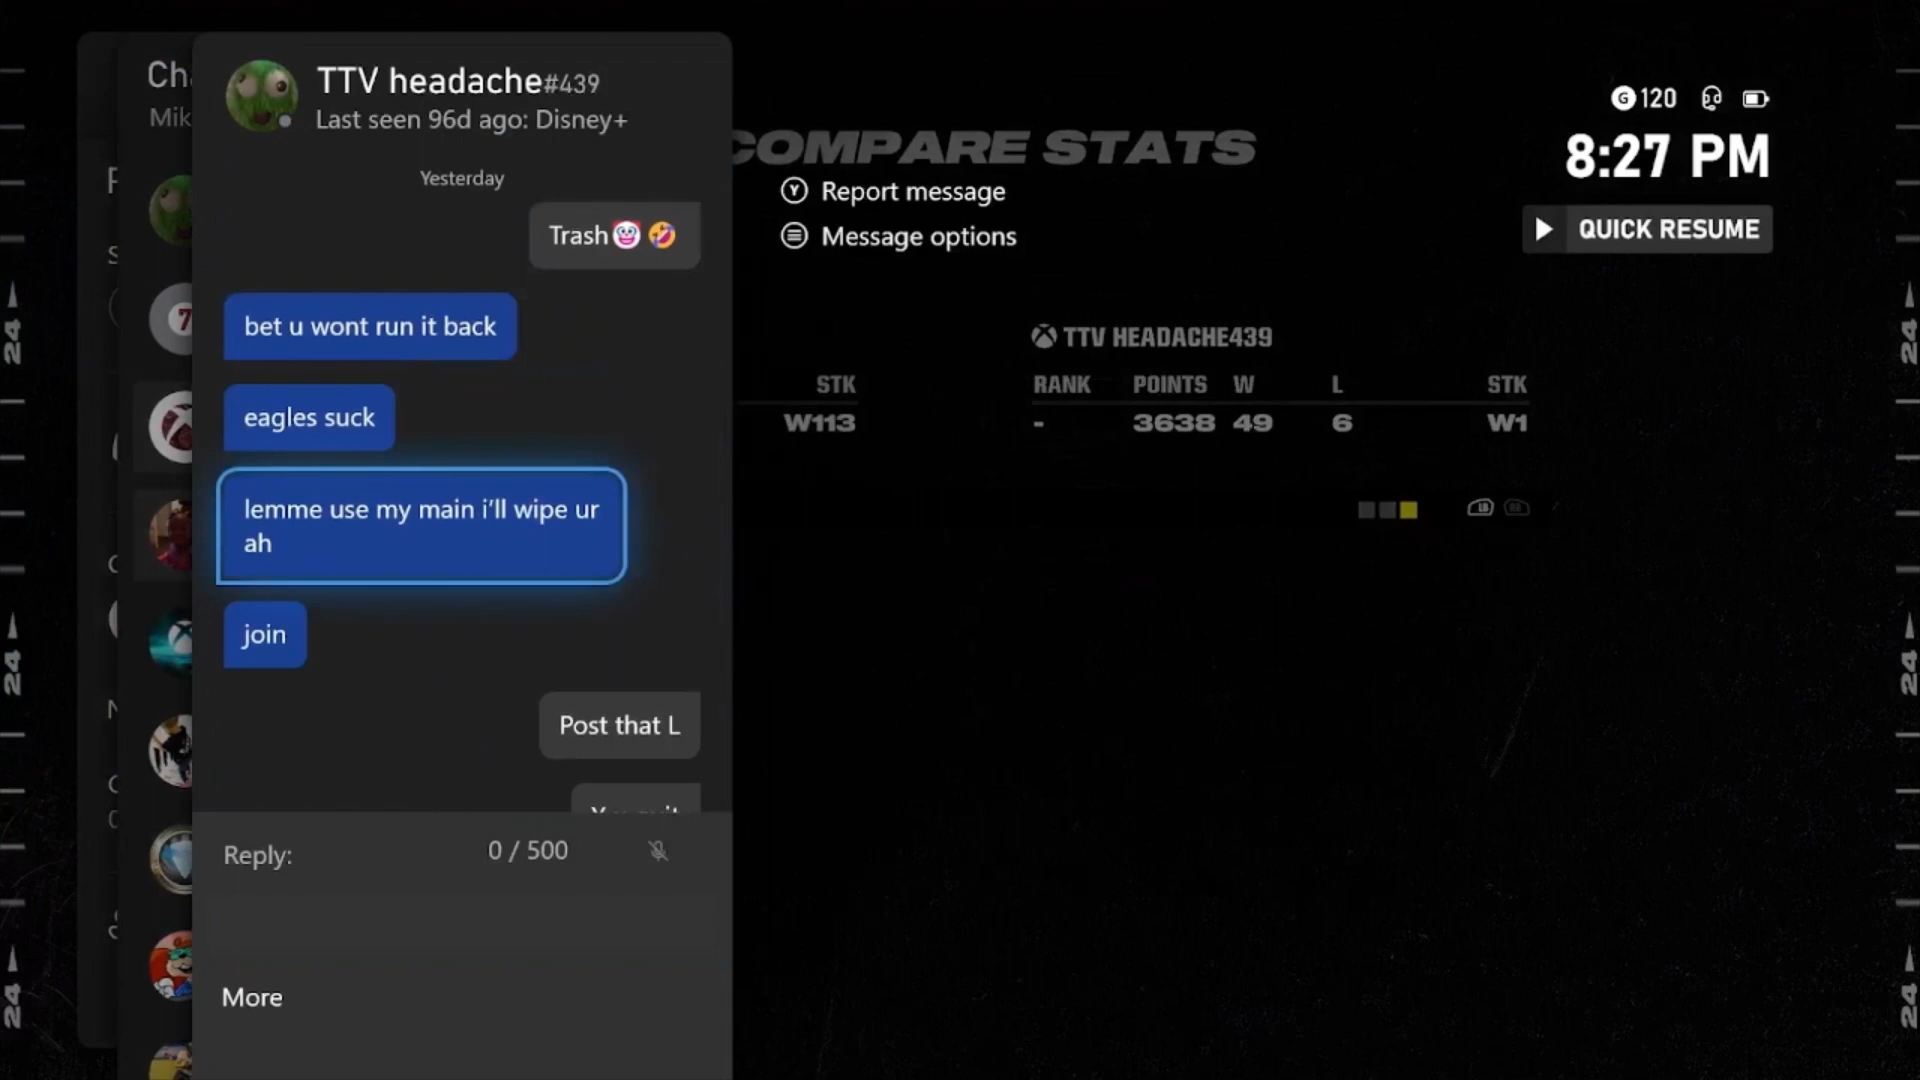 Cha
Mik
TTV headache#439
Last seen 96d ago: Disney+
Yesterday
Trash🤡🤣
bet u wont run it back
eagles suck
lemme use my main i'll wipe ur
ah
join
Post that L
Reply:
0 / 500
More
COMPARE STATS
Report message
Message options
G 120
8:27 PM
QUICK RESUME
TTV HEADACHE439
STK
W113
RANK POINTS W L STK
- 3638 49 6 W1
LB RB
24
24
24
24
24
24